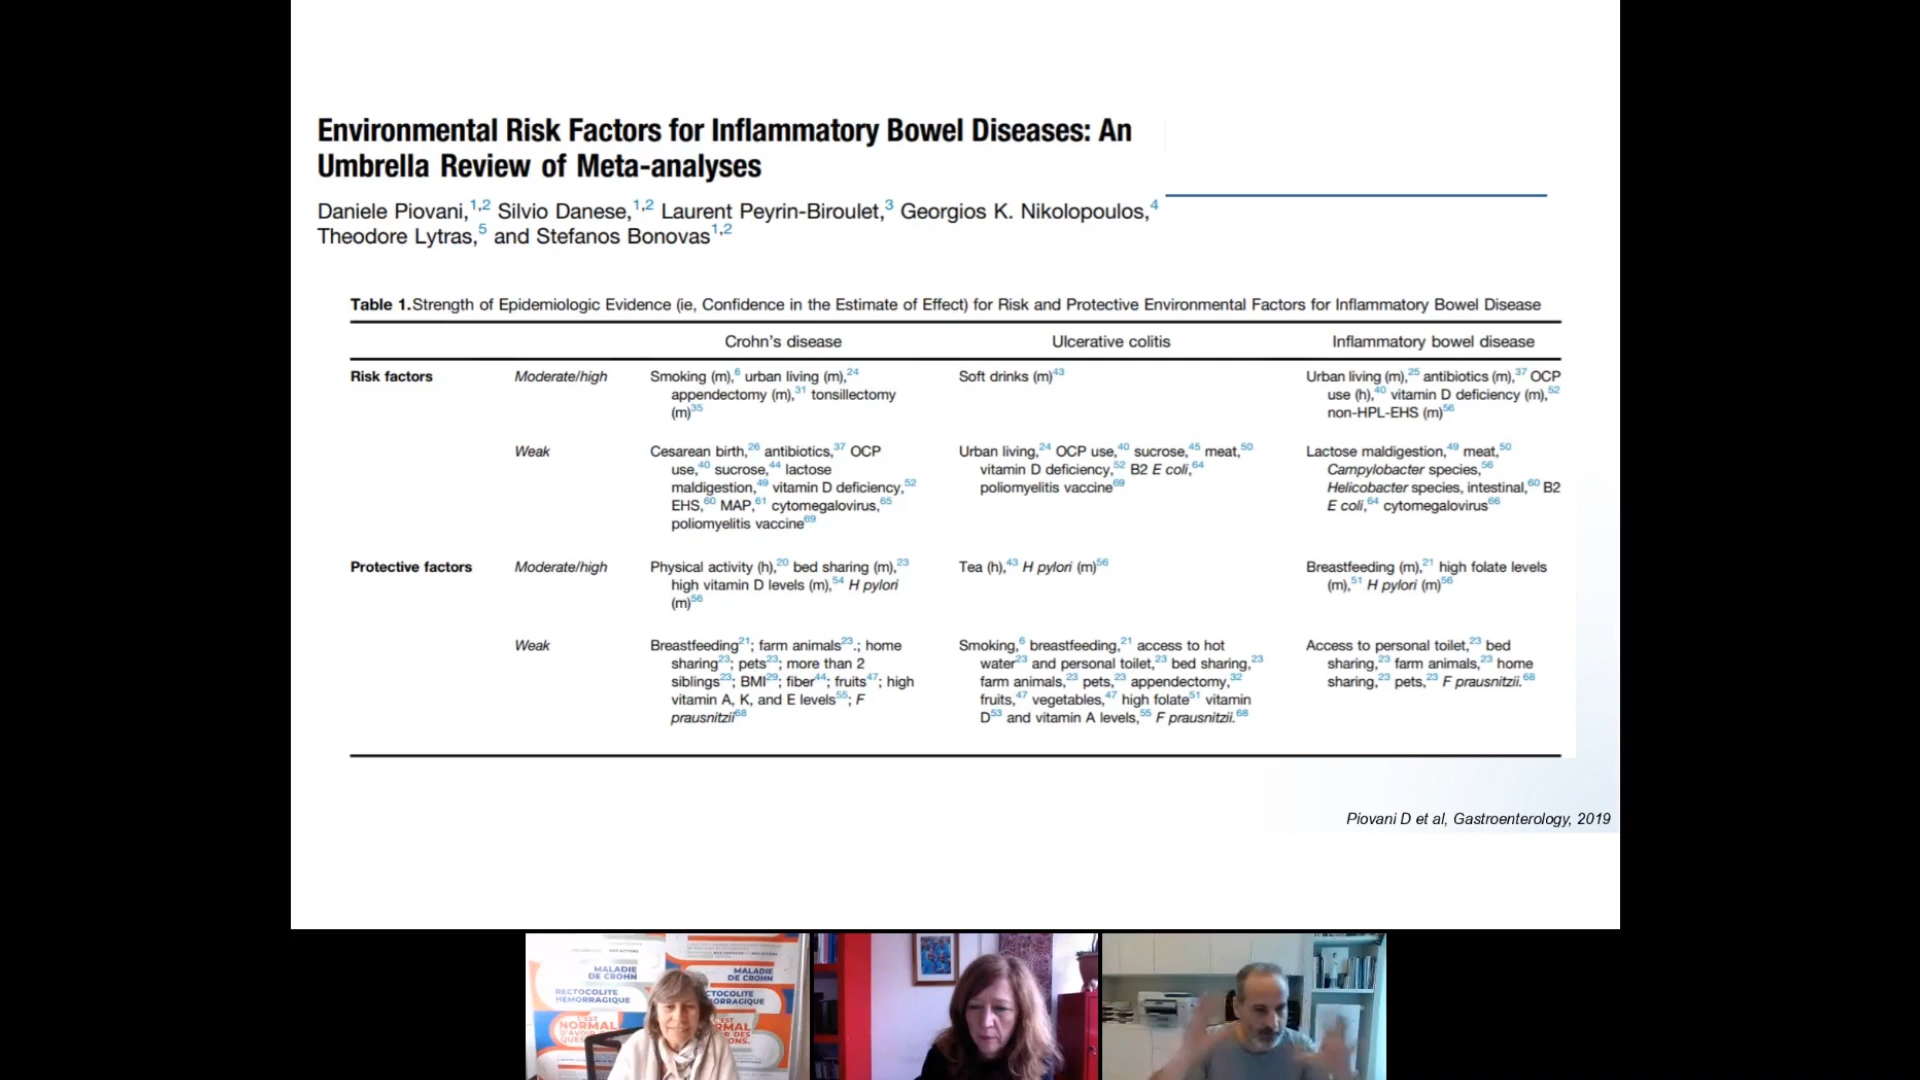 Environmental Risk Factors for Inflammatory Bowel Diseases: An
Umbrella Review of Meta-analyses
Daniele Piovani,1,2 Silvio Danese,1,2 Laurent Peyrin-Biroulet,3 Georgios K. Nikolopoulos,4
Theodore Lytras,5 and Stefanos Bonovas1,2
Table 1. Strength of Epidemiologic Evidence (ie, Confidence in the Estimate of Effect) for Risk and Protective Environmental Factors for Inflammatory Bowel Disease
Crohn's disease
Ulcerative colitis
Inflammatory bowel disease
Risk factors
Moderate/high
Smoking (m),6 urban living (m),24
appendectomy (m),31 tonsillectomy
(m)35
Soft drinks (m)43
Urban living (m),25 antibiotics (m),37 OCP
use (h),40 vitamin D deficiency (m),52
non-HPL-EHS (m)56
Weak
Cesarean birth,26 antibiotics,37 OCP
use,40 sucrose,44 lactose
maldigestion,49 vitamin D deficiency,52
EHS,60 MAP,61 cytomegalovirus,65
poliomyelitis vaccine69
Urban living,24 OCP use,40 sucrose,45 meat,50
vitamin D deficiency,52 B2 E coli,64
poliomyelitis vaccine69
Lactose maldigestion,49 meat,50
Campylobacter species,56
Helicobacter species, intestinal,60 B2
E coli,64 cytomegalovirus66
Protective factors
Moderate/high
Physical activity (h),20 bed sharing (m),23
high vitamin D levels (m),54 H pylori
(m)56
Tea (h),43 H pylori (m)56
Breastfeeding (m),21 high folate levels
(m),51 H pylori (m)56
Weak
Breastfeeding21; farm animals23.; home
sharing23; pets23; more than 2
siblings23; BMI29; fiber44; fruits47; high
vitamin A, K, and E levels55; F
prausnitzii68
Smoking,6 breastfeeding,21 access to hot
water23 and personal toilet,23 bed sharing,23
farm animals,23 pets,23 appendectomy,32
fruits,47 vegetables,47 high folate51 vitamin
D53 and vitamin A levels,55 F prausnitzii.68
Access to personal toilet,23 bed
sharing,23 farm animals,23 home
sharing,23 pets,23 F prausnitzii.68
Piovani D et al, Gastroenterology, 2019
MALADIE
DE CROHN
MALADIE
DE CROHN
RECTOCOLITE
HÉMORRAGIQUE
C'EST
NORMAL